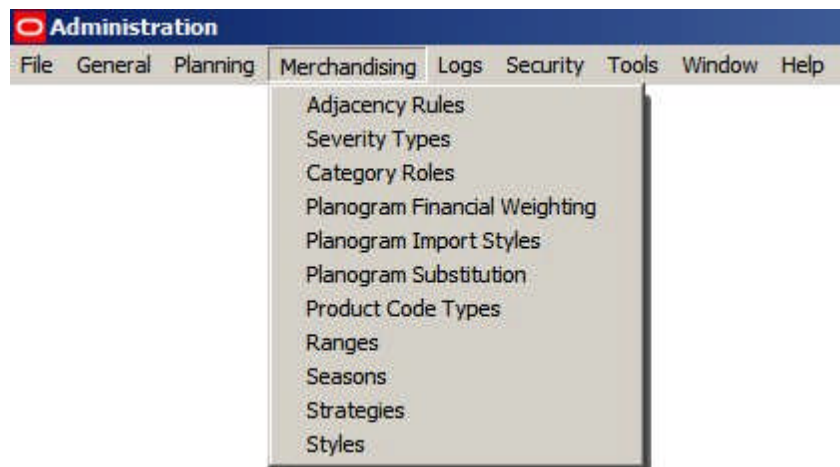 Administration
File General Planning Merchandising Logs Security Tools Window Help
Adjacency Rules
Severity Types
Category Roles
Planogram Financial Weighting
Planogram Import Styles
Planogram Substitution
Product Code Types
Ranges
Seasons
Strategies
Styles